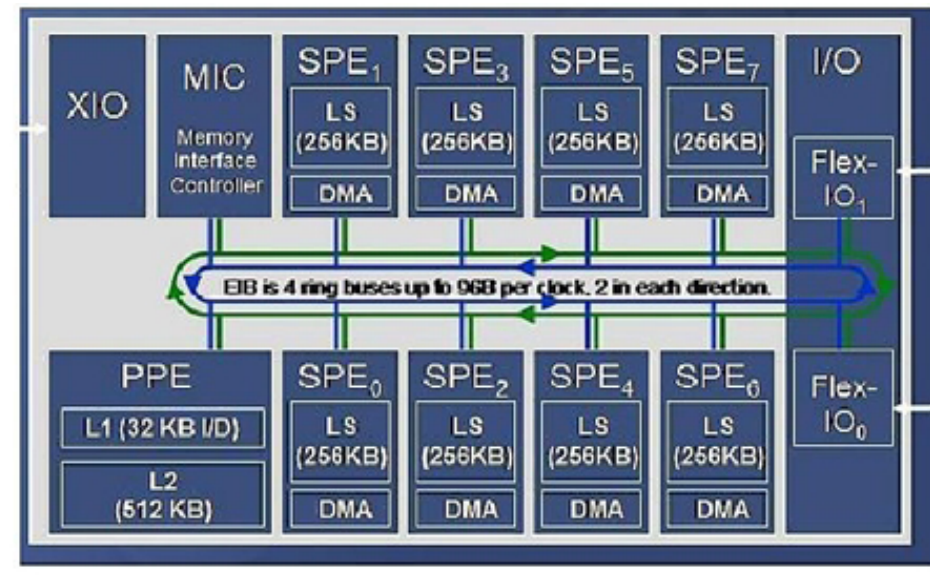 XIO
MIC
Memory
Interface
Controller
SPE1
LS
(256KB)
DMA
SPE3
LS
(256KB)
DMA
SPE5
LS
(256KB)
DMA
SPE7
LS
(256KB)
DMA
I/O
Flex-
IO1
EIB is 4 ring buses up to 96B per clock, 2 in each direction.
PPE
L1 (32 KB I/D)
L2
(512 KB)
SPE0
LS
(256KB)
DMA
SPE2
LS
(256KB)
DMA
SPE4
LS
(256KB)
DMA
SPE6
LS
(256KB)
DMA
Flex-
IO0